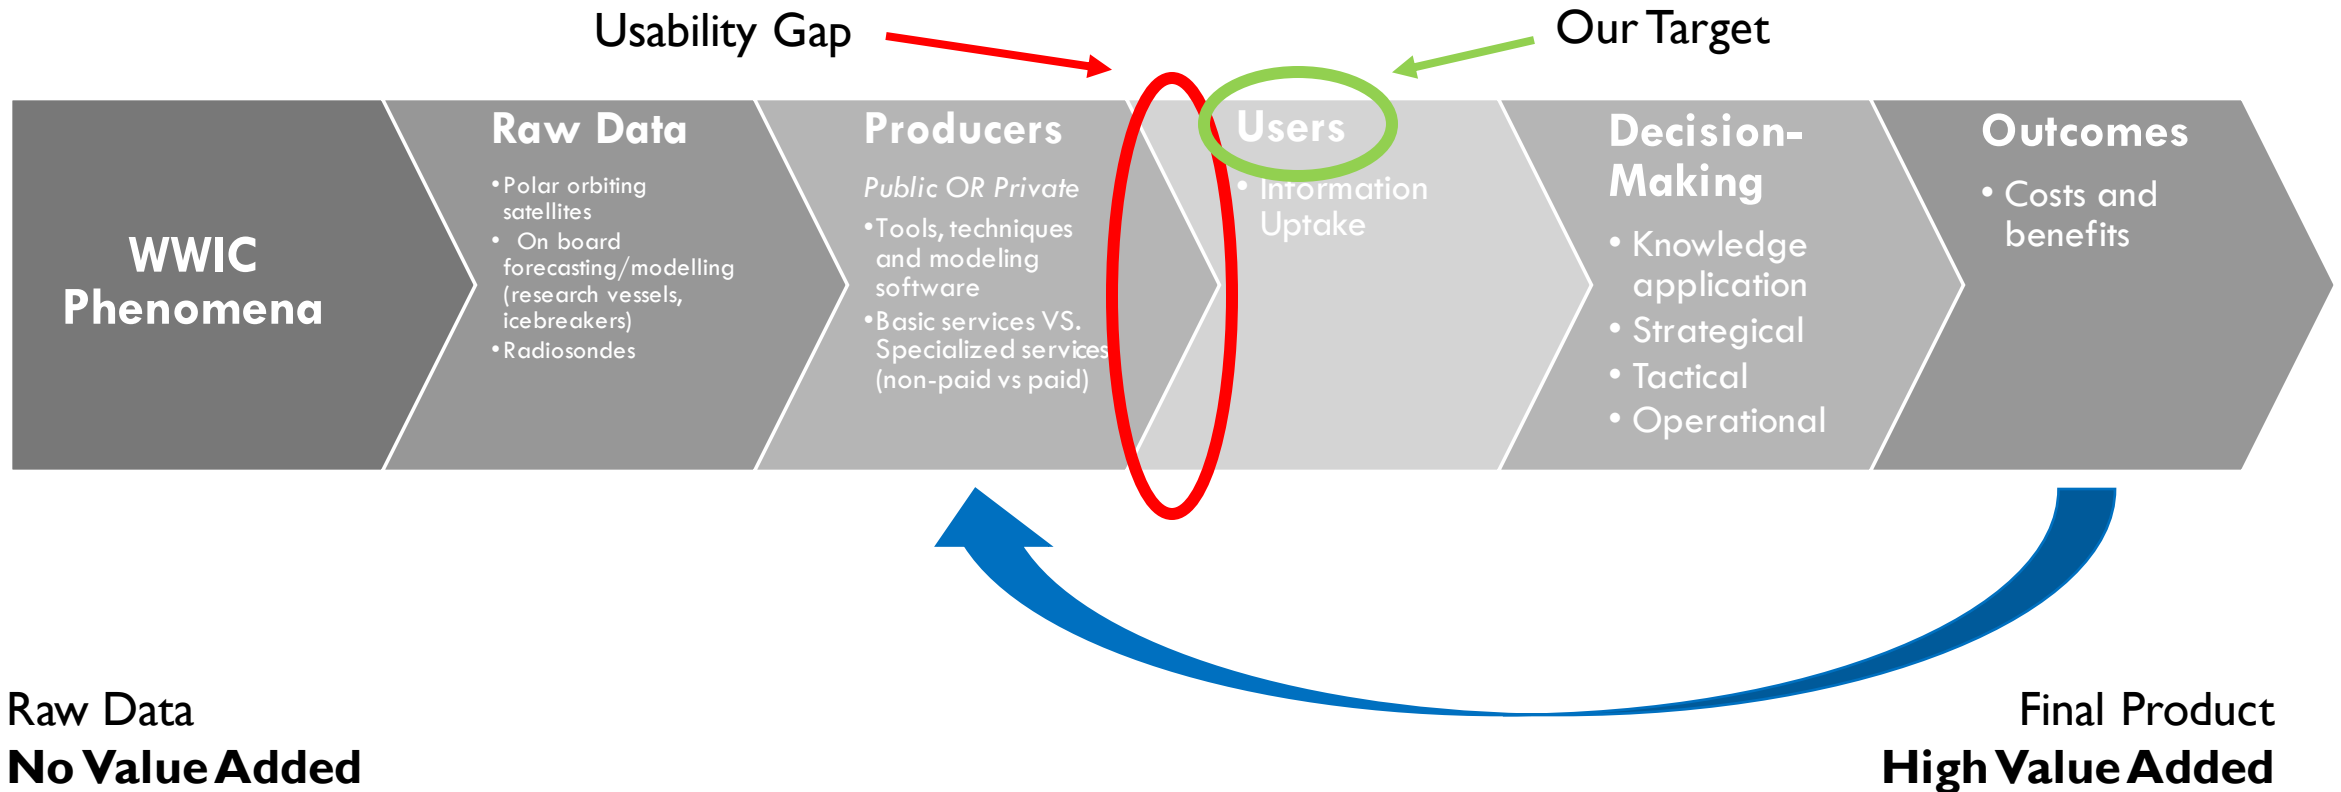 Usability Gap
Our Target
WWIC
Phenomena
Raw Data
• Polar orbiting
satellites
• On board
forecasting/modelling
(research vessels,
icebreakers)
• Radiosondes
Producers
Public OR Private
• Tools, techniques
and modeling
software
• Basic services VS.
Specialized services
(non-paid vs paid)
Users
• Information
Uptake
Decision-
Making
• Knowledge
application
• Strategical
• Tactical
• Operational
Outcomes
• Costs and
benefits
Raw Data
No Value Added
Final Product
High Value Added